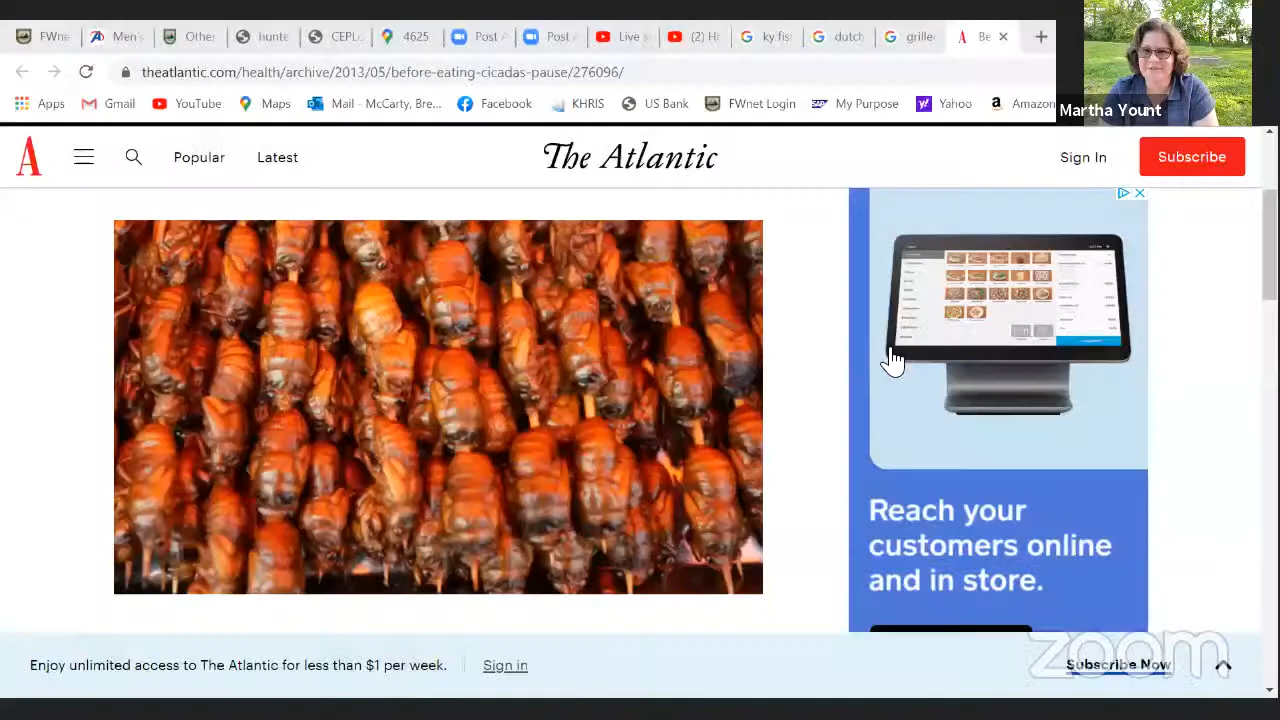 FWne
Men'
Other
hunte
CEPL
4625
Post A
Post A
Live s
(2) H
ky fis
dutch
grille
Be
theatlantic.com/health/archive/2013/05/before-eating-cicadas-pause/276096/
Apps
Gmail
YouTube
Maps
Mail - McCarty, Bre...
Facebook
KHRIS
US Bank
FWnet Login
My Purpose
Yahoo
Amazon
Martha Yount
Popular
Latest
The Atlantic
Sign In
Subscribe
Reach your
customers online
and in store.
Enjoy unlimited access to The Atlantic for less than $1 per week.
Sign in
Subscribe Now
zoom